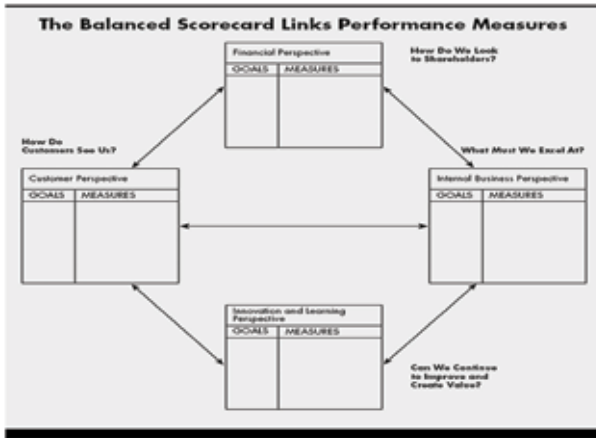 The Balanced Scorecard Links Performance Measures
Financial Perspective
GOALS MEASURES
How Do We Look
to Shareholders?
How Do
Customers See Us?
What Must We Excel At?
Customer Perspective
GOALS MEASURES
Internal Business Perspective
GOALS MEASURES
Innovation and Learning
Perspective
GOALS MEASURES
Can We Continue
to Improve and
Create Value?